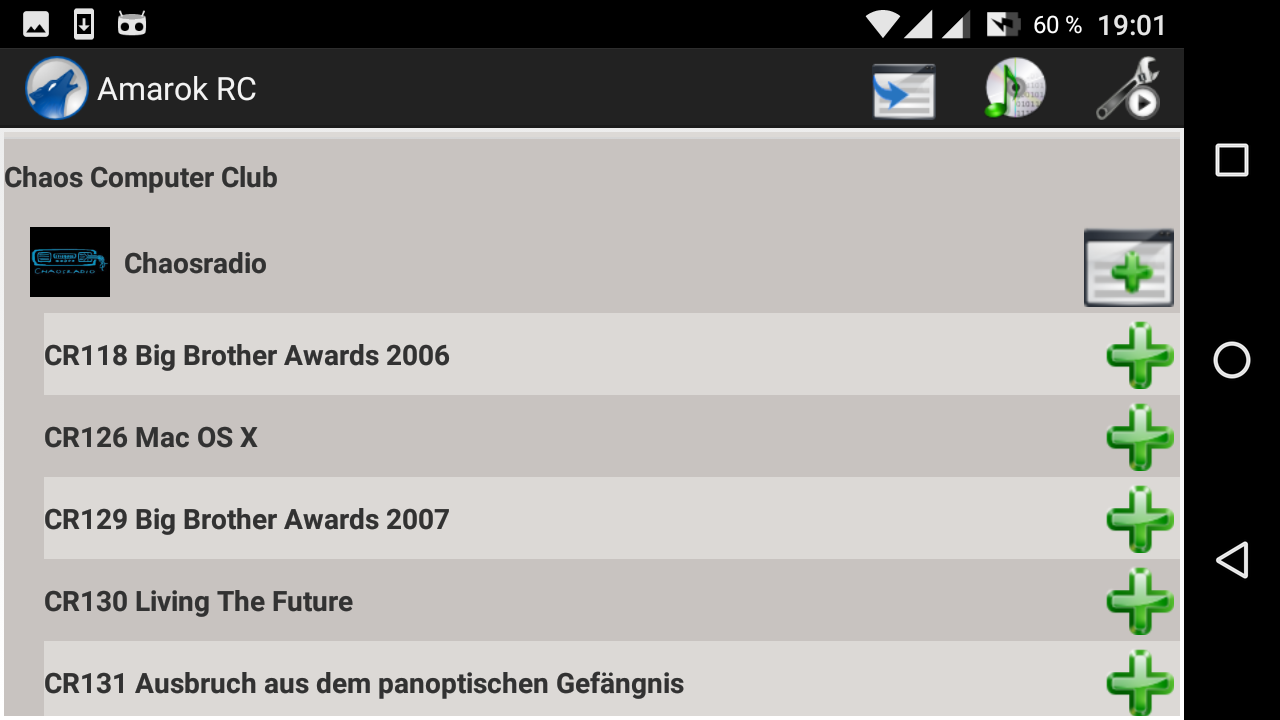 60 % 19:01
Amarok RC
Chaos Computer Club
CHAOSRADIO
Chaosradio
CR118 Big Brother Awards 2006
CR126 Mac OS X
CR129 Big Brother Awards 2007
CR130 Living The Future
CR131 Ausbruch aus dem panoptischen Gefängnis